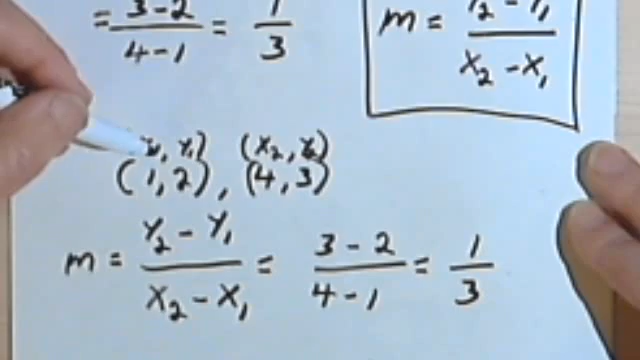 = 3 - 2 / 4 - 1 = 1 / 3
m = Y₂ - Y₁ / X₂ - X₁
Y₁) (X₂, Y₂)
(1, 2), (4, 3)
m = Y₂ - Y₁ / X₂ - X₁ = 3 - 2 / 4 - 1 = 1 / 3